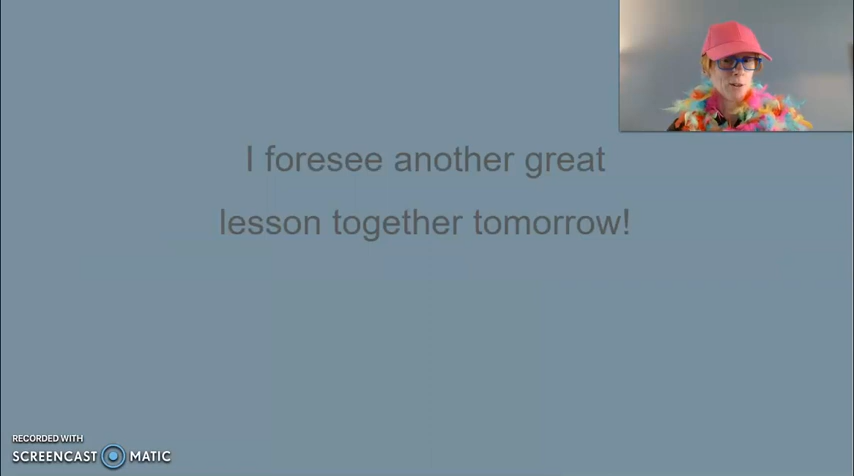 I foresee another great
lesson together tomorrow!
RECORDED WITH
SCREENCAST MATIC